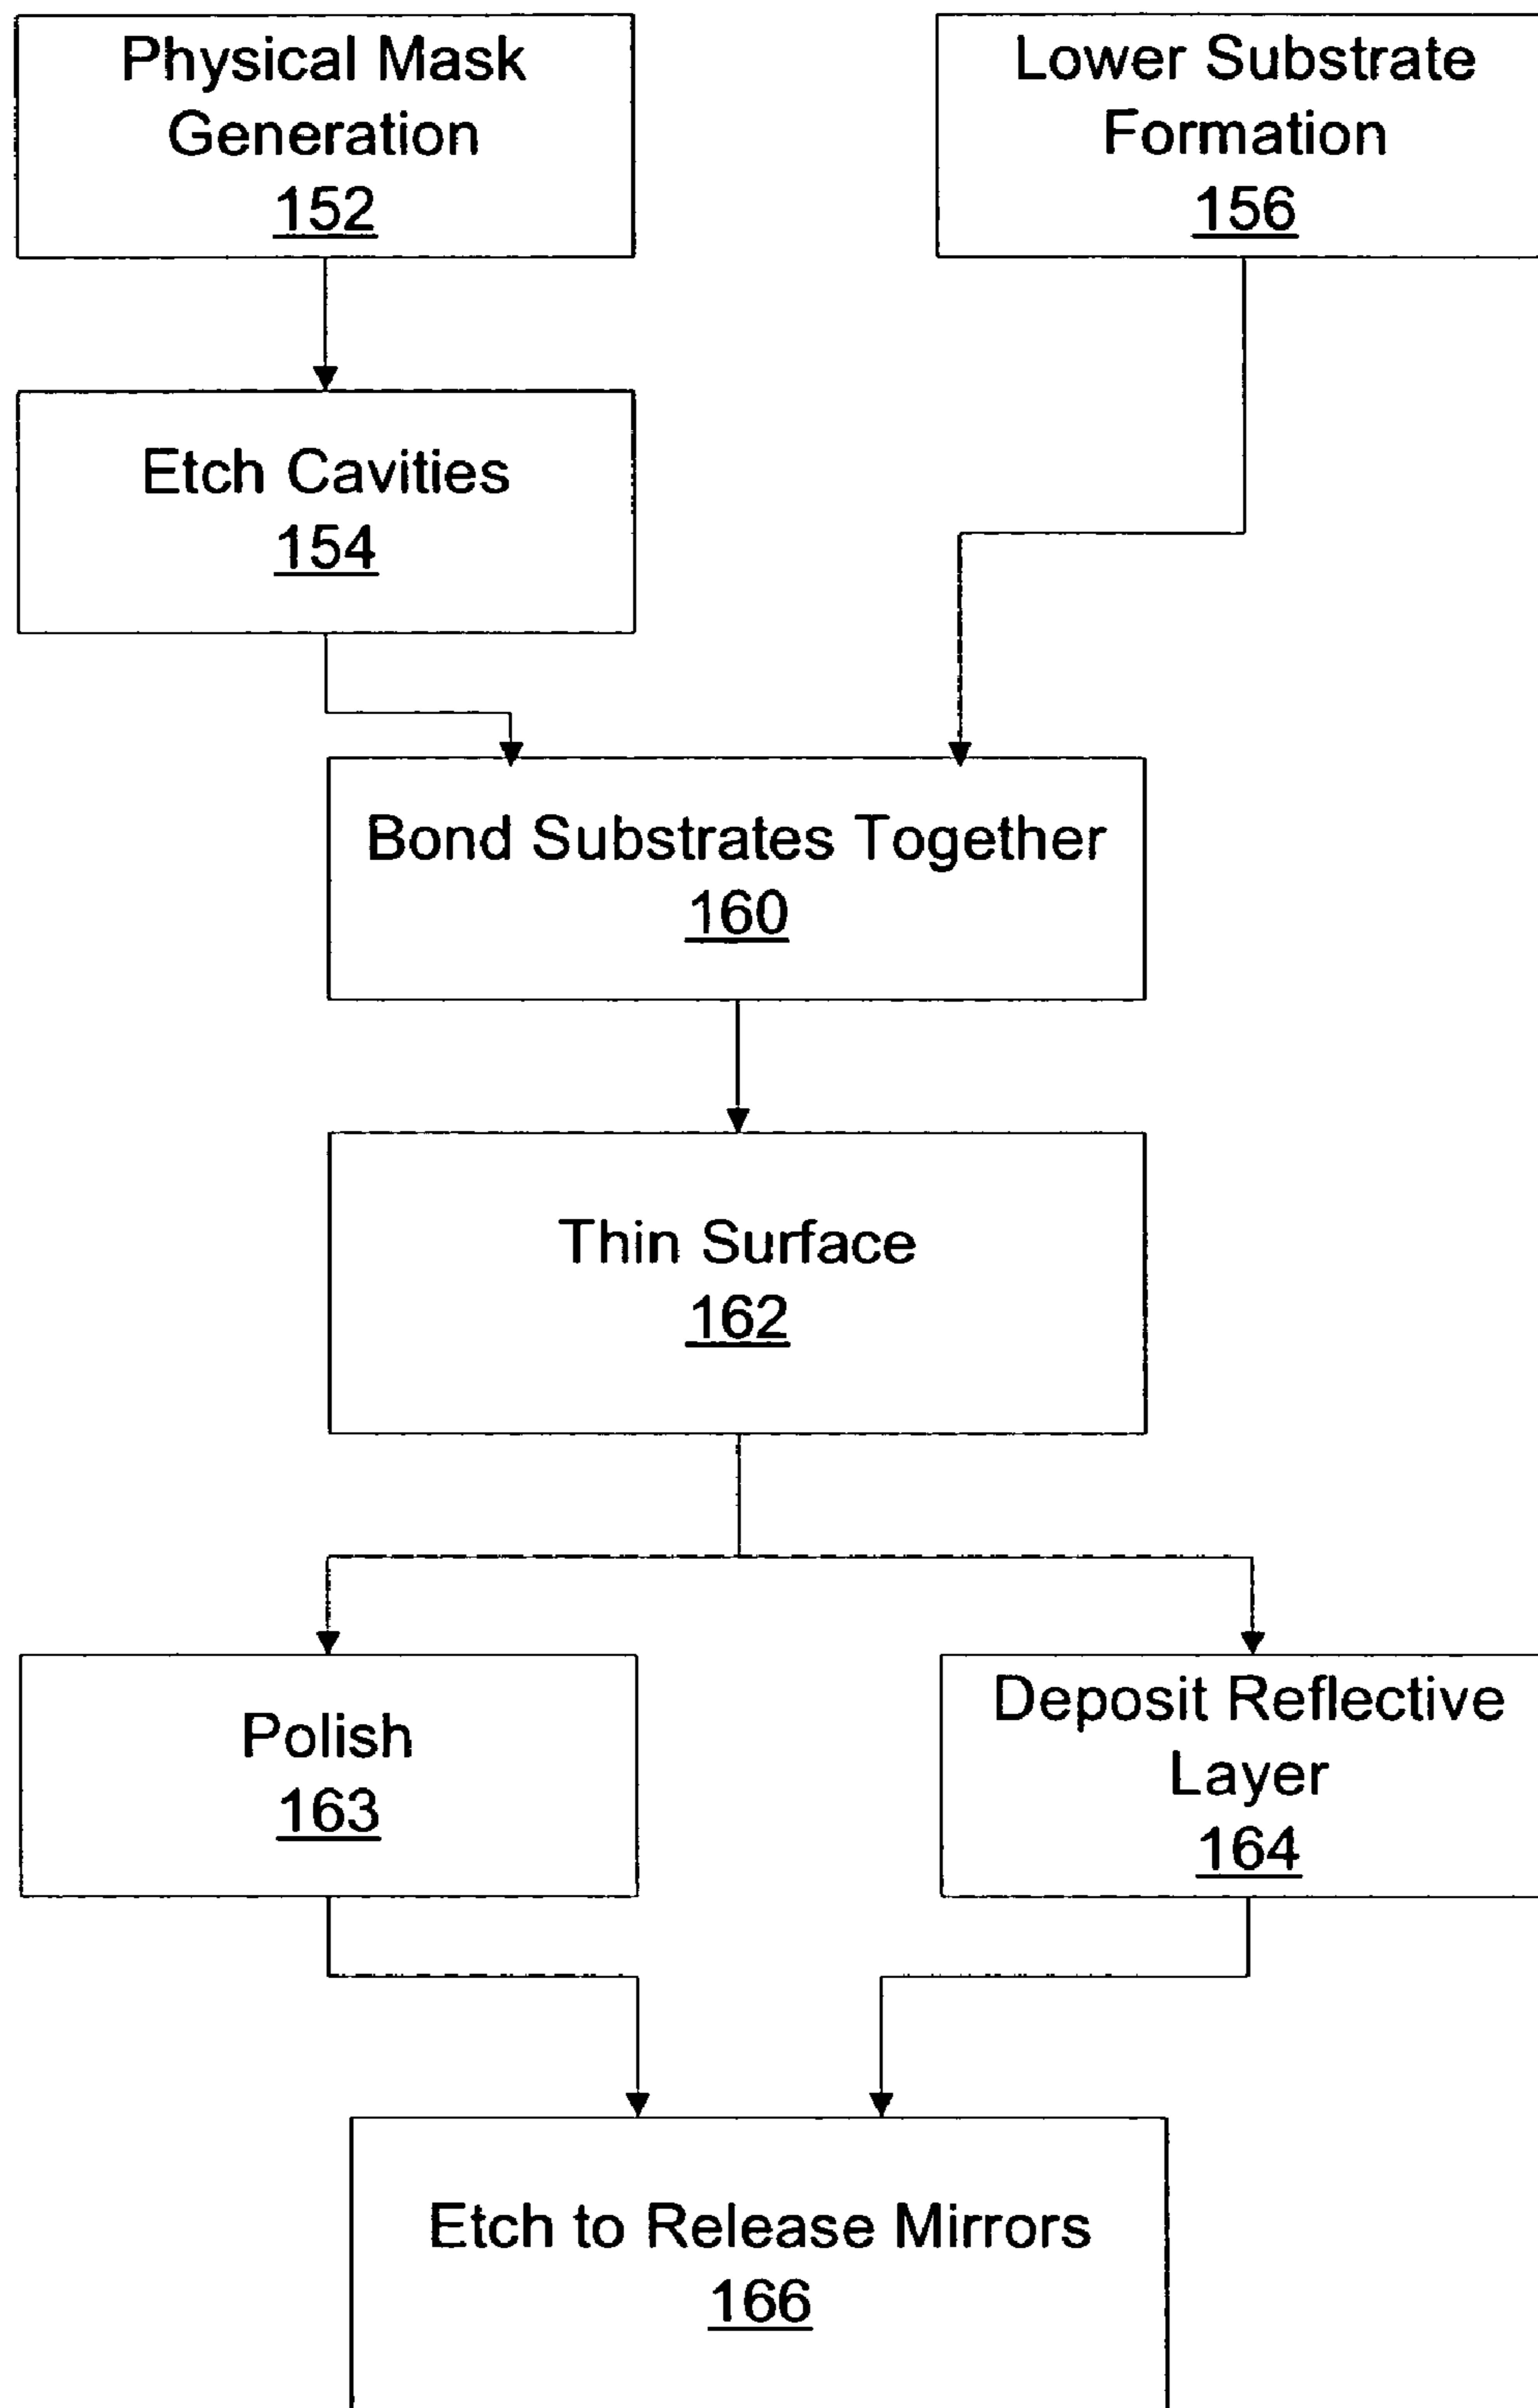 Physical Mask
Generation
152
Lower Substrate
Formation
156
Etch Cavities
154
Bond Substrates Together
160
Thin Surface
162
Polish
163
Deposit Reflective
Layer
164
Etch to Release Mirrors
166